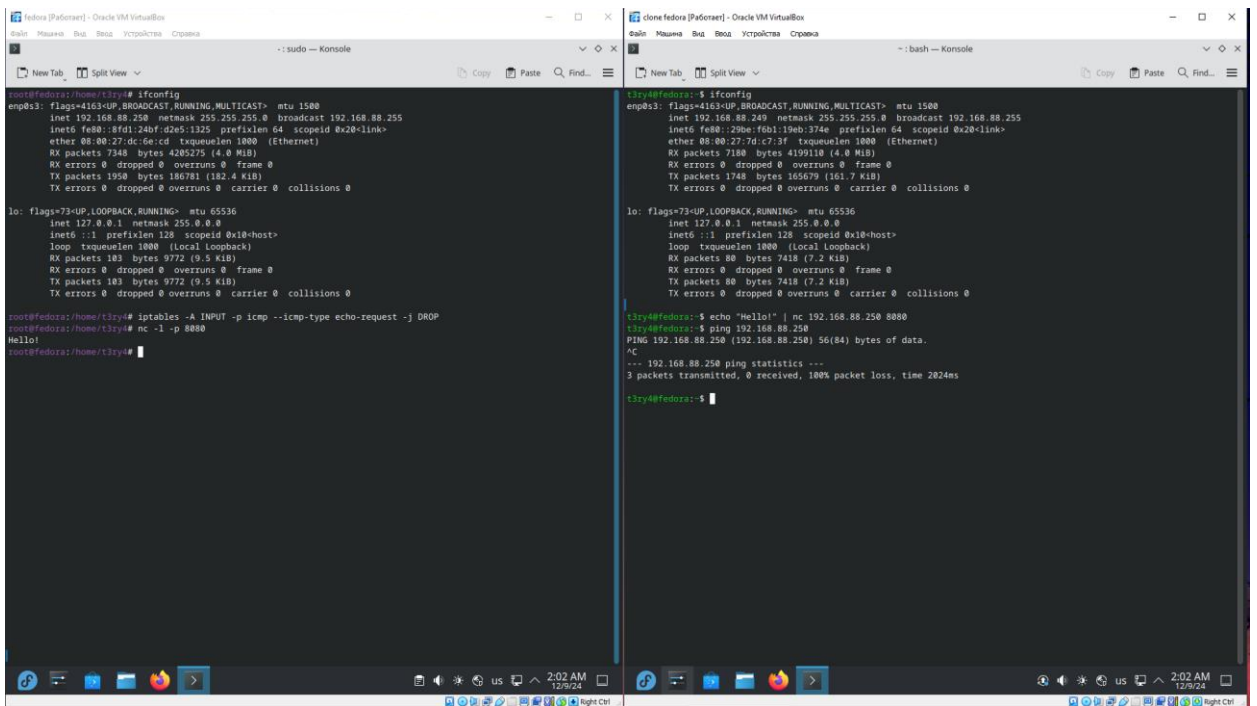 fedora [Работает] - Oracle VM VirtualBox
Файл Машина Вид Ввод Устройства Справка
- : sudo — Konsole
New Tab Split View Copy Paste Find...
root@fedora:/home/t3ry4# ifconfig
enp0s3: flags=4163<UP,BROADCAST,RUNNING,MULTICAST> mtu 1500
inet 192.168.88.250 netmask 255.255.255.0 broadcast 192.168.88.255
inet6 fe80::8fd1:24bf:d2e5:1325 prefixlen 64 scopeid 0x20<link>
ether 08:00:27:dc:6e:cd txqueuelen 1000 (Ethernet)
RX packets 7348 bytes 4205275 (4.0 MiB)
RX errors 0 dropped 0 overruns 0 frame 0
TX packets 1950 bytes 186781 (182.4 KiB)
TX errors 0 dropped 0 overruns 0 carrier 0 collisions 0
lo: flags=73<UP,LOOPBACK,RUNNING> mtu 65536
inet 127.0.0.1 netmask 255.0.0.0
inet6 ::1 prefixlen 128 scopeid 0x10<host>
loop txqueuelen 1000 (Local Loopback)
RX packets 103 bytes 9772 (9.5 KiB)
RX errors 0 dropped 0 overruns 0 frame 0
TX packets 103 bytes 9772 (9.5 KiB)
TX errors 0 dropped 0 overruns 0 carrier 0 collisions 0
root@fedora:/home/t3ry4# iptables -A INPUT -p icmp --icmp-type echo-request -j DROP
root@fedora:/home/t3ry4# nc -l -p 8080
Hello!
root@fedora:/home/t3ry4#
us 2:02 AM
12/9/24
Right Ctrl
clone fedora [Работает] - Oracle VM VirtualBox
Файл Машина Вид Ввод Устройства Справка
~ : bash — Konsole
New Tab Split View Copy Paste Find...
t3ry4@fedora:~$ ifconfig
enp0s3: flags=4163<UP,BROADCAST,RUNNING,MULTICAST> mtu 1500
inet 192.168.88.249 netmask 255.255.255.0 broadcast 192.168.88.255
inet6 fe80::29be:f6b1:19eb:374e prefixlen 64 scopeid 0x20<link>
ether 08:00:27:7d:c7:3f txqueuelen 1000 (Ethernet)
RX packets 7180 bytes 4199110 (4.0 MiB)
RX errors 0 dropped 0 overruns 0 frame 0
TX packets 1748 bytes 165679 (161.7 KiB)
TX errors 0 dropped 0 overruns 0 carrier 0 collisions 0
lo: flags=73<UP,LOOPBACK,RUNNING> mtu 65536
inet 127.0.0.1 netmask 255.0.0.0
inet6 ::1 prefixlen 128 scopeid 0x10<host>
loop txqueuelen 1000 (Local Loopback)
RX packets 80 bytes 7418 (7.2 KiB)
RX errors 0 dropped 0 overruns 0 frame 0
TX packets 80 bytes 7418 (7.2 KiB)
TX errors 0 dropped 0 overruns 0 carrier 0 collisions 0
t3ry4@fedora:~$ echo "Hello!" | nc 192.168.88.250 8080
t3ry4@fedora:~$ ping 192.168.88.250
PING 192.168.88.250 (192.168.88.250) 56(84) bytes of data.
^C
--- 192.168.88.250 ping statistics ---
3 packets transmitted, 0 received, 100% packet loss, time 2024ms
t3ry4@fedora:~$
us 2:02 AM
12/9/24
Right Ctrl